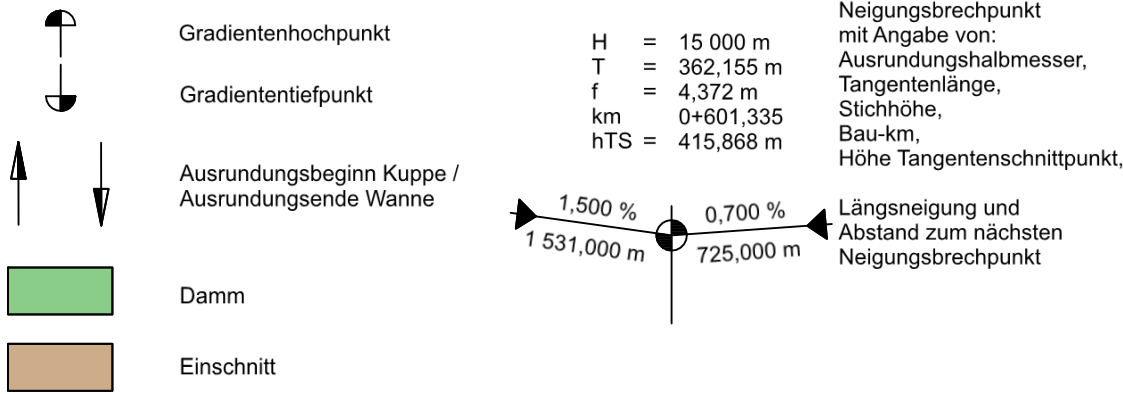 Gradientenhochpunkt
Gradiententiefpunkt
Ausrundungsbeginn Kuppe /
Ausrundungsende Wanne
Damm
Einschnitt
H = 15 000 m
T = 362,155 m
f = 4,372 m
km 0+601,335
hTS = 415,868 m
1,500 %
0,700 %
1 531,000 m
725,000 m
Neigungsbrechpunkt
mit Angabe von:
Ausrundungshalbmesser,
Tangentenlänge,
Stichhöhe,
Bau-km,
Höhe Tangentenschnittpunkt,
Längsneigung und
Abstand zum nächsten
Neigungsbrechpunkt